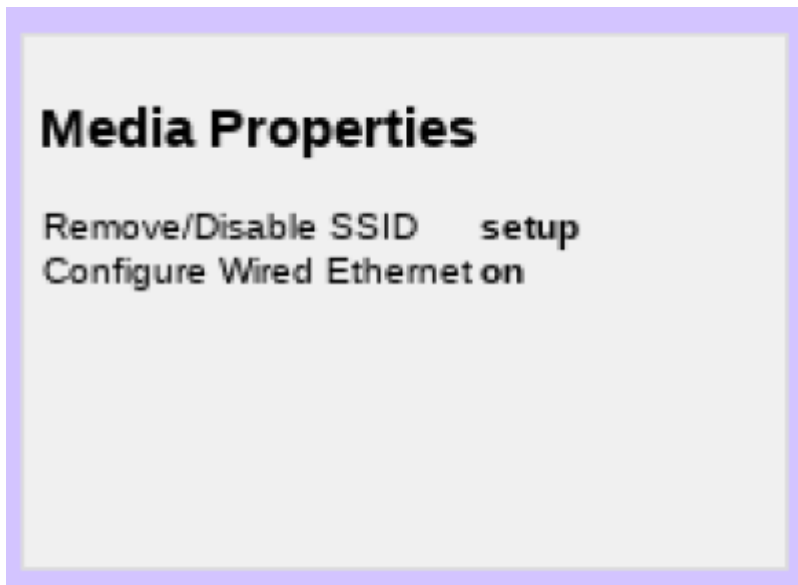 Media Properties
Remove/Disable SSID setup
Configure Wired Ethernet on